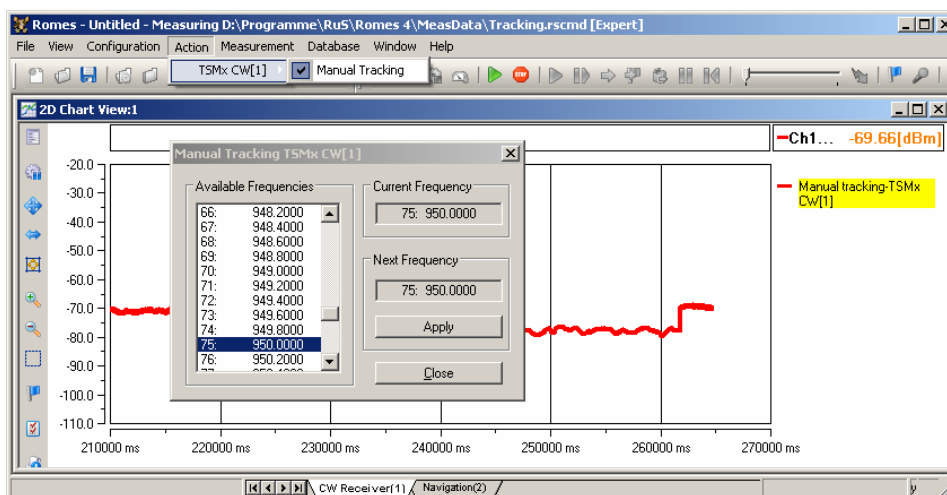 Romes - Untitled - Measuring D:\Programme\RuS\Romes 4\MeasData\Tracking.rscmd [Expert]
File View Configuration Action Measurement Database Window Help
TSMx CW[1] Manual Tracking
2D Chart View:1
Ch1... -69.66[dBm]
Manual tracking-TSMx
CW[1]
Manual Tracking TSMx CW[1]
Available Frequencies
66: 948.2000
67: 948.4000
68: 948.6000
69: 948.8000
70: 949.0000
71: 949.2000
72: 949.4000
73: 949.6000
74: 949.8000
75: 950.0000
76: 950.2000
Current Frequency
75: 950.0000
Next Frequency
75: 950.0000
Apply
Close
-20.0
-30.0
-40.0
-50.0
-60.0
-70.0
-80.0
-90.0
-100.0
-110.0
210000 ms 220000 ms 230000 ms 240000 ms 250000 ms 260000 ms 270000 ms
CW Receiver(1) Navigation(2)